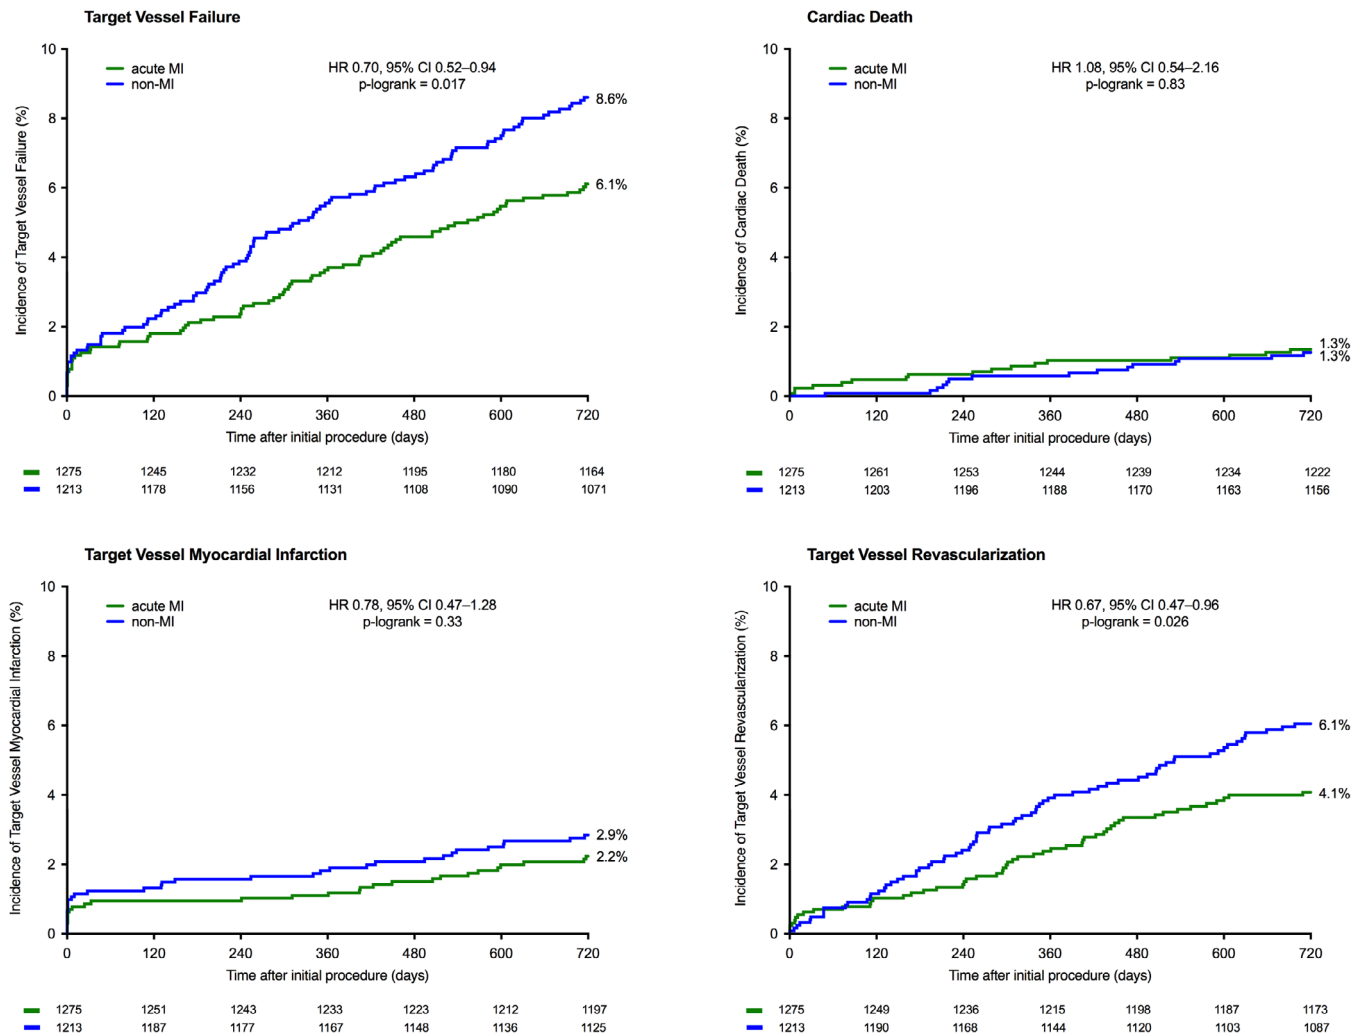 Target Vessel Failure
Incidence of Target Vessel Failure (%)
10
8
6
4
2
0
acute MI
non-MI
HR 0.70, 95% CI 0.52–0.94
p-logrank = 0.017
8.6%
6.1%
0 120 240 360 480 600 720
Time after initial procedure (days)
1275 1245 1232 1212 1195 1180 1164
1213 1178 1156 1131 1108 1090 1071
Cardiac Death
Incidence of Cardiac Death (%)
10
8
6
4
2
0
acute MI
non-MI
HR 1.08, 95% CI 0.54–2.16
p-logrank = 0.83
1.3%
1.3%
0 120 240 360 480 600 720
Time after initial procedure (days)
1275 1261 1253 1244 1239 1234 1222
1213 1203 1196 1188 1170 1163 1156
Target Vessel Myocardial Infarction
Incidence of Target Vessel Myocardial Infarction (%)
10
8
6
4
2
0
acute MI
non-MI
HR 0.78, 95% CI 0.47–1.28
p-logrank = 0.33
2.9%
2.2%
0 120 240 360 480 600 720
Time after initial procedure (days)
1275 1251 1243 1233 1223 1212 1197
1213 1187 1177 1167 1148 1136 1125
Target Vessel Revascularization
Incidence of Target Vessel Revascularization (%)
10
8
6
4
2
0
acute MI
non-MI
HR 0.67, 95% CI 0.47–0.96
p-logrank = 0.026
6.1%
4.1%
0 120 240 360 480 600 720
Time after initial procedure (days)
1275 1249 1236 1215 1198 1187 1173
1213 1190 1168 1144 1120 1103 1087